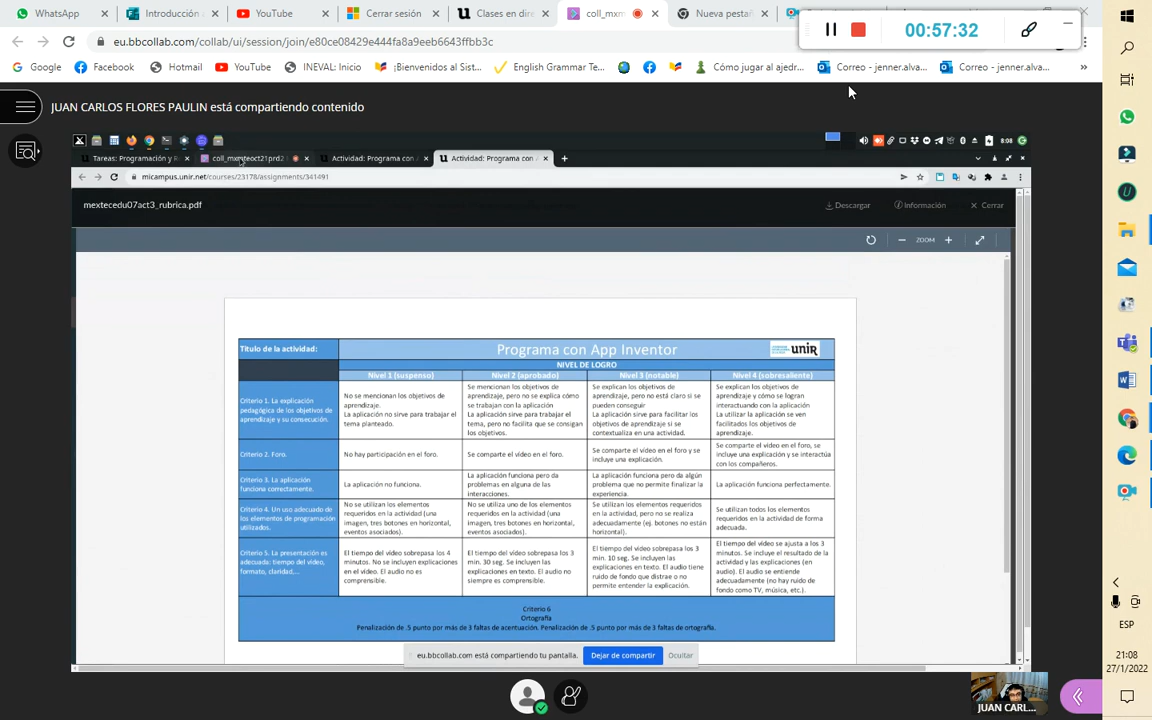 WhatsApp
Introducción
YouTube
Cerrar sesión
Clases en dire
coll_mxm
Nueva pestañ
00:57:32
eu.bbcollab.com/collab/ui/session/join/e80ce08429e444fa8a9eeb6643ffbb3c
Google
Facebook
Hotmail
YouTube
INEVAL: Inicio
¡Bienvenidos al Sist...
English Grammar Te...
Cómo jugar al ajedr...
Correo - jenner.alva...
Correo - jenner.alva...
»
JUAN CARLOS FLORES PAULIN está compartiendo contenido
8:08
Tareas: Programación y R
coll_mxmteoct21prd2
Actividad: Programa con A
Actividad: Programa con A
micampus.unir.net/courses/23178/assignments/341491
mextecedu07act3_rubrica.pdf
Descargar
Información
Cerrar
ZOOM
Título de la actividad:
Programa con App Inventor
unir
NIVEL DE LOGRO
Nivel 1 (suspenso)
Nivel 2 (aprobado)
Nivel 3 (notable)
Nivel 4 (sobresaliente)
Criterio 1. La explicación
pedagógica de los objetivos de
aprendizaje y su consecución.
No se mencionan los objetivos de
aprendizaje.
La aplicación no sirve para trabajar el
tema planteado.
Se mencionan los objetivos de
aprendizaje, pero no se explica cómo
se trabajan con la aplicación
La aplicación sirve para trabajar el
tema, pero no facilita que se consigan
los objetivos.
Se explican los objetivos de
aprendizaje, pero no está claro si se
pueden conseguir
La aplicación sirve para facilitar los
objetivos de aprendizaje si se
contextualiza en una actividad.
Se explican los objetivos de
aprendizaje y cómo se logran
interactuando con la aplicación
La utilizar la aplicación se ven
facilitados los objetivos de
aprendizaje.
Criterio 2. Foro.
No hay participación en el foro.
Se comparte el vídeo en el foro.
Se comparte el vídeo en el foro y se
incluye una explicación.
Se comparte el vídeo en el foro, se
incluye una explicación y se interactúa
con los compañeros.
Criterio 3. La aplicación
funciona correctamente.
La aplicación no funciona.
La aplicación funciona pero da
problemas en alguna de las
interacciones.
La aplicación funciona pero da algún
problema que no permite finalizar la
experiencia.
La aplicación funciona perfectamente.
Criterio 4. Un uso adecuado de
los elementos de programación
utilizados.
No se utilizan los elementos
requeridos en la actividad (una
imagen, tres botones en horizontal,
eventos asociados).
No se utiliza uno de los elementos
requeridos en la actividad (una
imagen, tres botones en horizontal,
eventos asociados).
Se utilizan los elementos requeridos
en la actividad, pero no se realiza
adecuadamente (ej. botones no están
horizontal).
Se utilizan todos los elementos
requeridos en la actividad de forma
adecuada.
Criterio 5. La presentación es
adecuada: tiempo del vídeo,
formato, claridad,...
El tiempo del vídeo sobrepasa los 4
minutos. No se incluyen explicaciones
en el vídeo. El audio no es
comprensible.
El tiempo del vídeo sobrepasa los 3
min. 30 seg. Se incluyen las
explicaciones en texto. El audio no
siempre es comprensible.
El tiempo del vídeo sobrepasa los 3
min. 10 seg. Se incluyen las
explicaciones en texto. El audio tiene
ruido de fondo que distrae o no
permite entender la explicación.
El tiempo del vídeo se ajusta a los 3
minutos. Se incluye el resultado de la
actividad y las explicaciones (en
audio). El audio se entiende
adecuadamente (no hay ruido de
fondo como TV, música, etc.).
Criterio 6
Ortografía
Penalización de .5 punto por más de 3 faltas de acentuación. Penalización de .5 punto por más de 3 faltas de ortografía.
eu.bbcollab.com está compartiendo tu pantalla.
Dejar de compartir
Ocultar
JUAN CARL...
ESP
21:08
27/1/2022